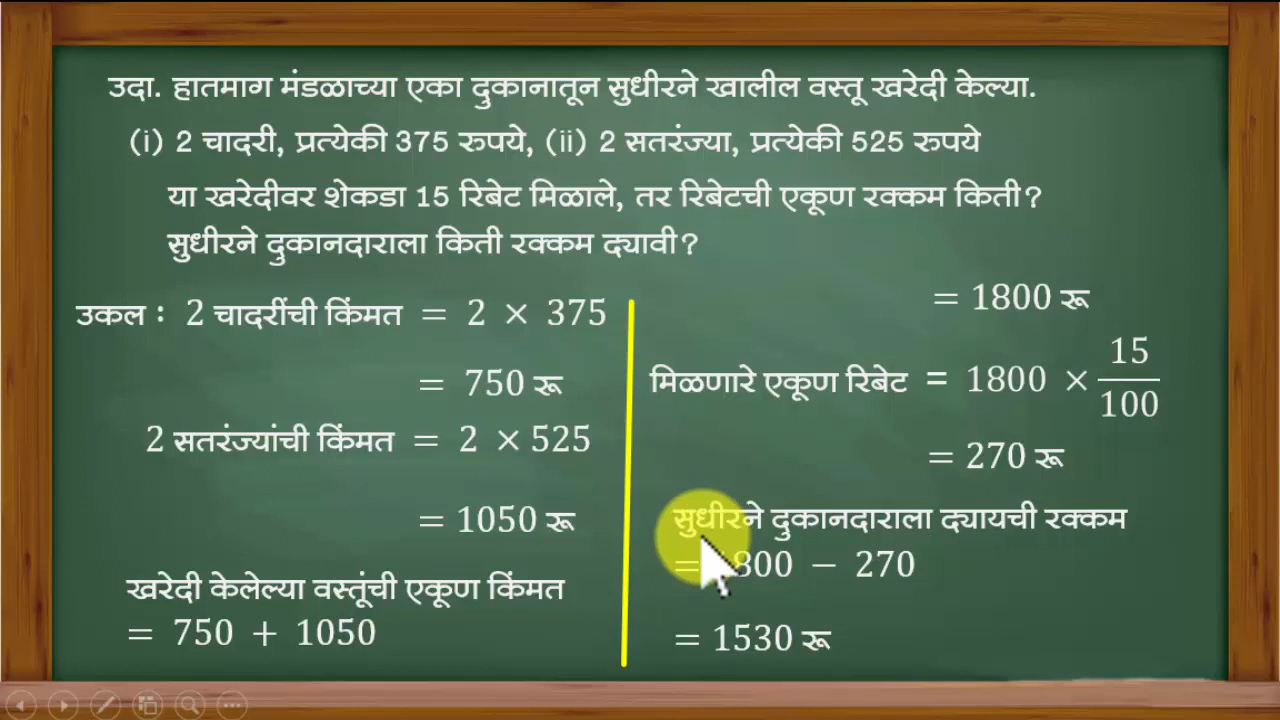 उदा. हातमाग मंडळाच्या एका दुकानातून सुधीरने खालील वस्तू खरेदी केल्या.
(i) 2 चादरी, प्रत्येकी 375 रुपये, (ii) 2 सतरंज्या, प्रत्येकी 525 रुपये
या खरेदीवर शेकडा 15 रिबेट मिळाले, तर रिबेटची एकूण रक्कम किती?
सुधीरने दुकानदाराला किती रक्कम द्यावी?
उकल : 2 चादरींची किंमत = 2 × 375
= 750 रू
2 सतरंज्यांची किंमत = 2 × 525
= 1050 रू
खरेदी केलेल्या वस्तूंची एकूण किंमत
= 750 + 1050
= 1800 रू
मिळणारे एकूण रिबेट = 1800 × 15/100
= 270 रू
सुधीरने दुकानदाराला द्यायची रक्कम
= 1800 − 270
= 1530 रू